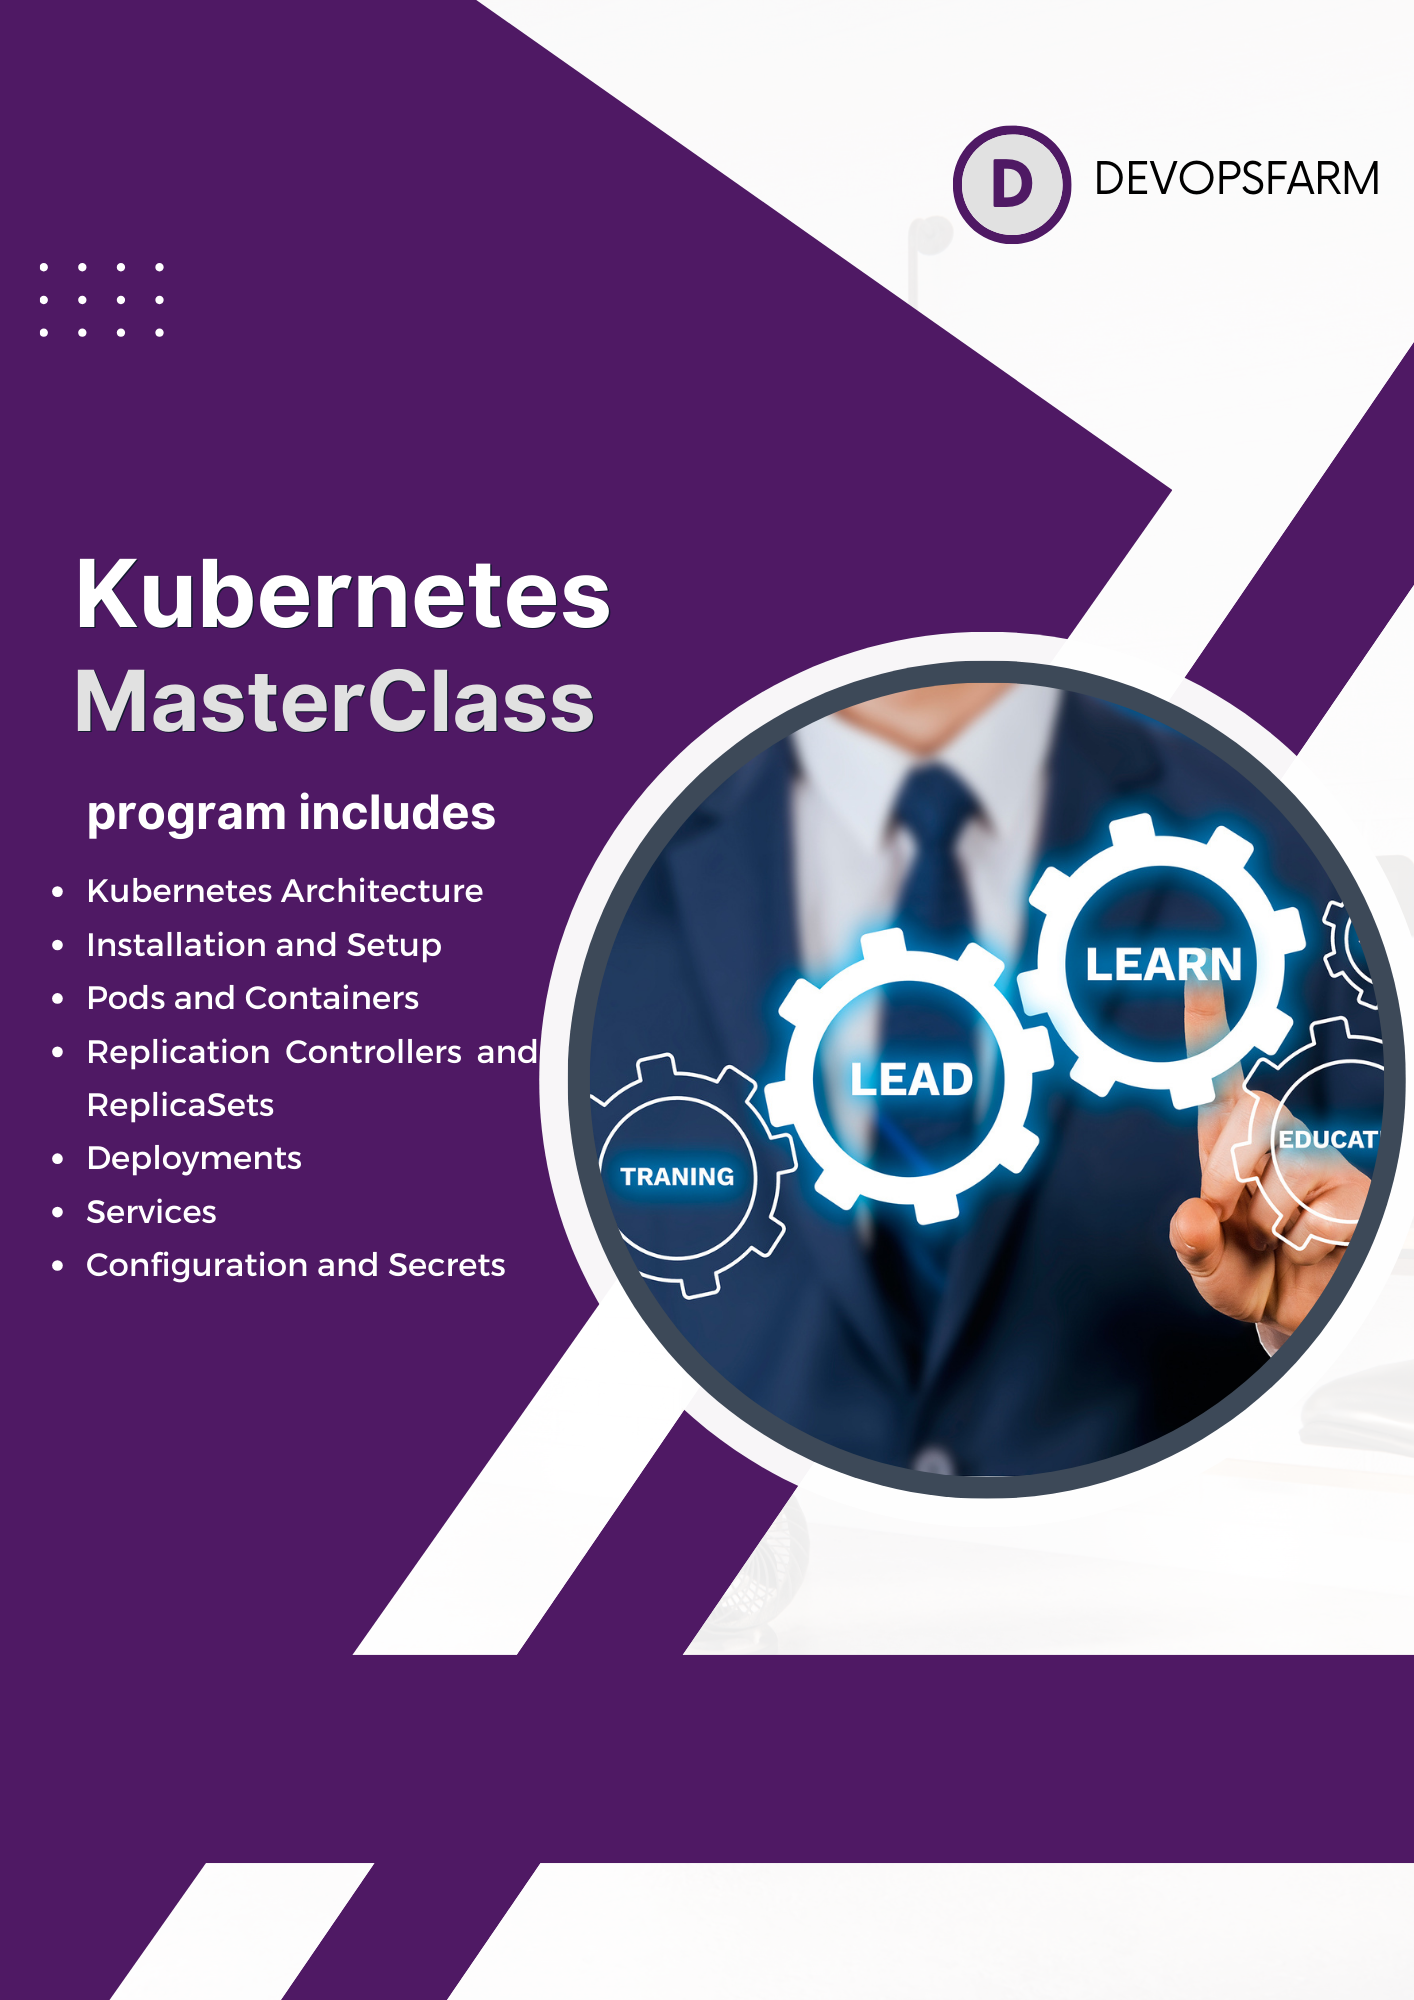 D
DEVOPSFARM
Kubernetes
MasterClass
program includes
• Kubernetes Architecture
• Installation and Setup
• Pods and Containers
• Replication Controllers and
ReplicaSets
• Deployments
• Services
• Configuration and Secrets
LEARN
LEAD
EDUCAT
TRANING